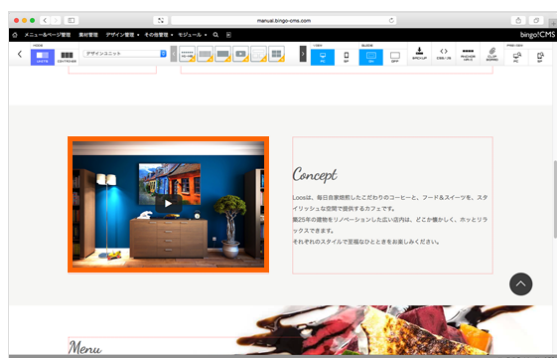 manual.bingo-cms.com
メニュー&ページ管理 素材管理 デザイン管理 その他管理 モジュール
bingo!CMS
デザインユニット
Concept
Loosは、毎日自家焙煎したこだわりのコーヒーと、フード&スイーツを、スタ
イリッシュな空間で提供するカフェです。
築25年の建物をリノベーションした広い店内は、どこか懐かしく、ホッとリラ
ックスできます。
それぞれのスタイルで至福なひとときをお楽しみください。
Menu